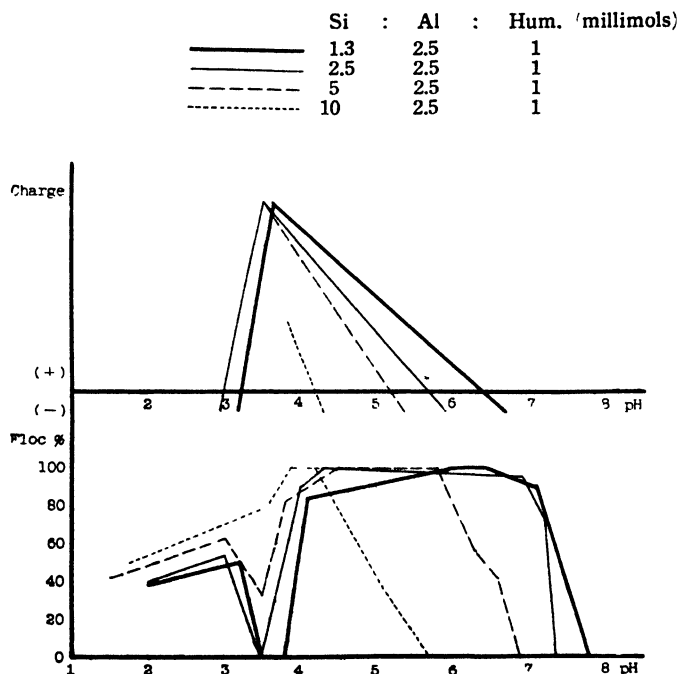 Si : Al : Hum. (millimols)
1.3 2.5 1
2.5 2.5 1
5 2.5 1
10 2.5 1
Charge
(+)
(−)
2 3 4 5 6 7 8 pH
Floc %
100
80
60
40
20
0
1 2 3 4 5 6 7 8 pH